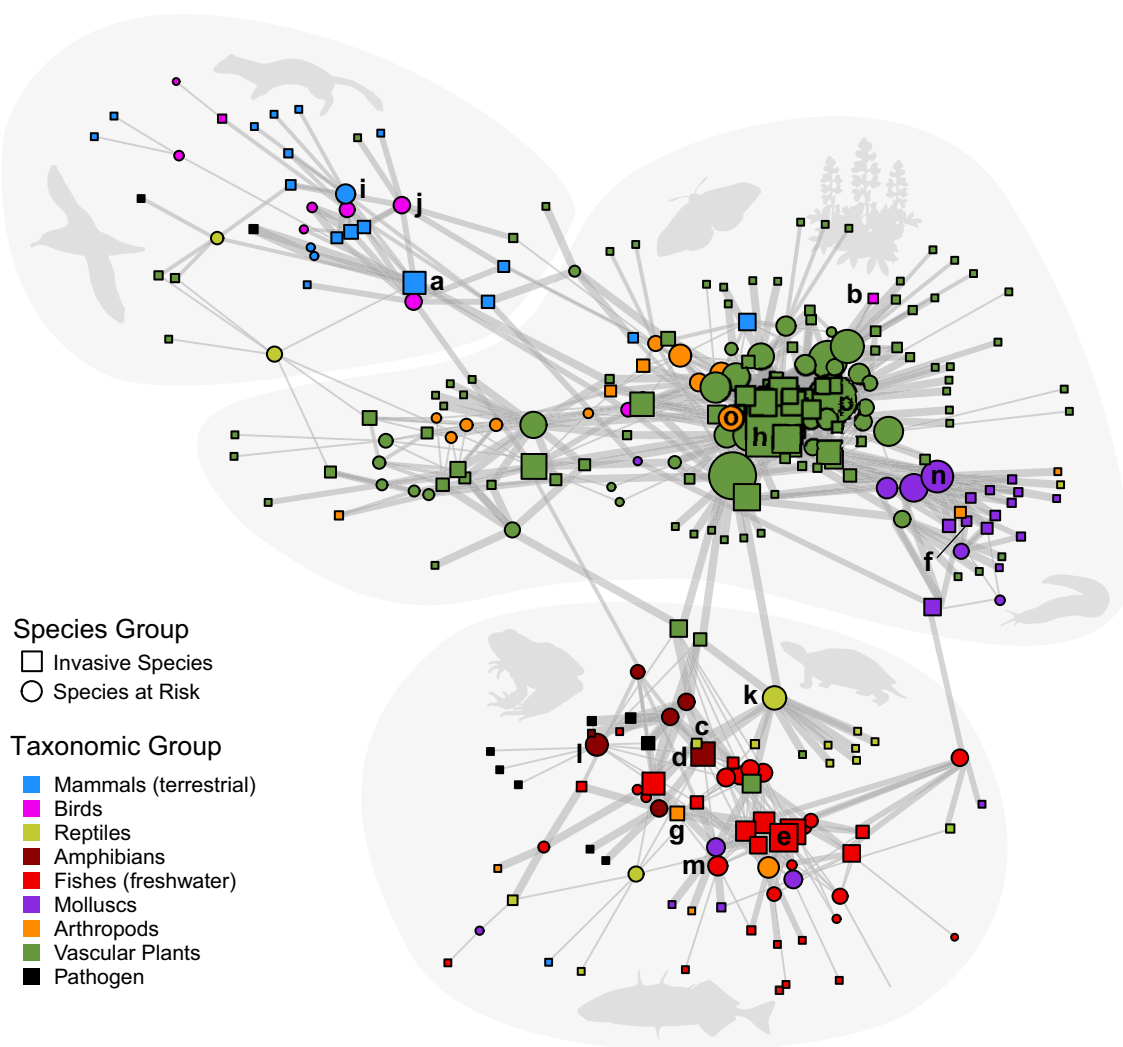 i
j
a
b
p
o
h
n
f
Species Group
Invasive Species
Species at Risk
k
c
l
d
Taxonomic Group
Mammals (terrestrial)
Birds
g
e
Reptiles
Amphibians
m
Fishes (freshwater)
Molluscs
Arthropods
Vascular Plants
Pathogen